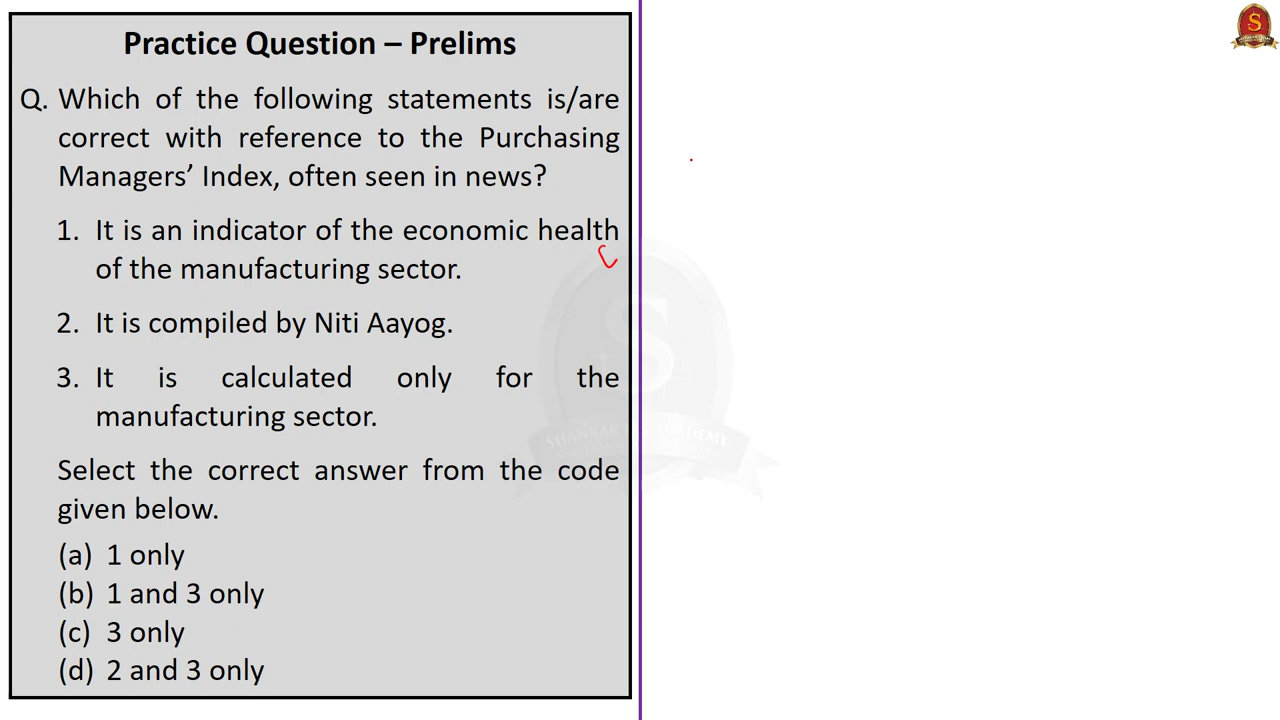 Practice Question – Prelims
Q. Which of the following statements is/are
correct with reference to the Purchasing
Managers’ Index, often seen in news?
1. It is an indicator of the economic health
of the manufacturing sector.
2. It is compiled by Niti Aayog.
3. It is calculated only for the
manufacturing sector.
Select the correct answer from the code
given below.
(a) 1 only
(b) 1 and 3 only
(c) 3 only
(d) 2 and 3 only
S